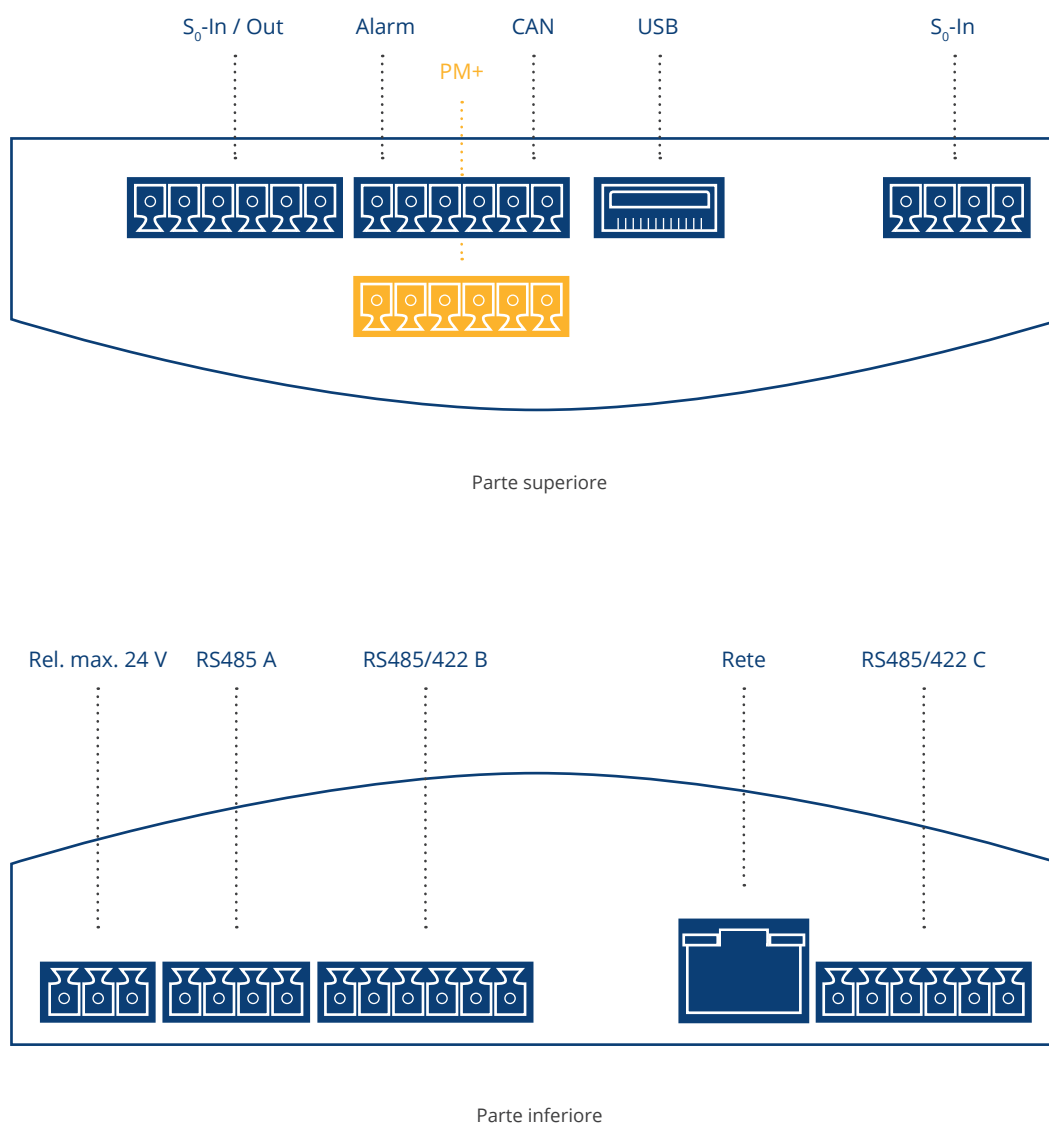 S0-In / Out Alarm CAN USB S0-In
PM+
Parte superiore
Rel. max. 24 V RS485 A RS485/422 B Rete RS485/422 C
Parte inferiore